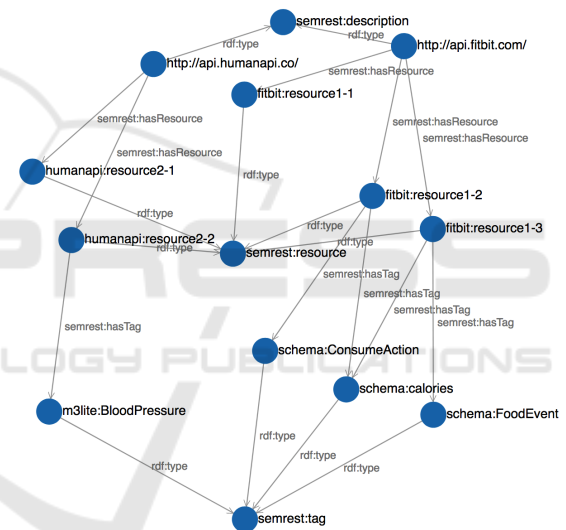 semrest:description
rdf:type
rdf:type
http://api.fitbit.com/
http://api.humanapi.co/
semrest:hasResource
fitbit:resource1-1
semrest:hasResource
semrest:hasResource
semrest:hasResource
semrest:hasResource
humanapi:resource2-1
rdf:type
fitbit:resource1-2
rdf:type
rdf:type
fitbit:resource1-3
humanapi:resource2-2
rdf:type
rdf:type
semrest:resource
semrest:hasTag
semrest:hasTag
semrest:hasTag
semrest:hasTag
semrest:hasTag
PRESS
LOGY PUBLICATIONS
schema:ConsumeAction
schema:calories
m3lite:BloodPressure
schema:FoodEvent
rdf:type
rdf:type
rdf:type
rdf:type
semrest:tag